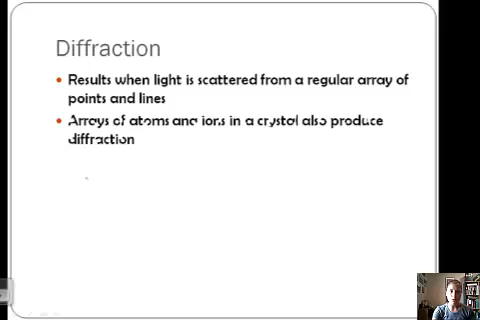 Diffraction
Results when light is scattered from a regular array of
points and lines
Arrays of atoms and ions in a crystal also produce
diffraction